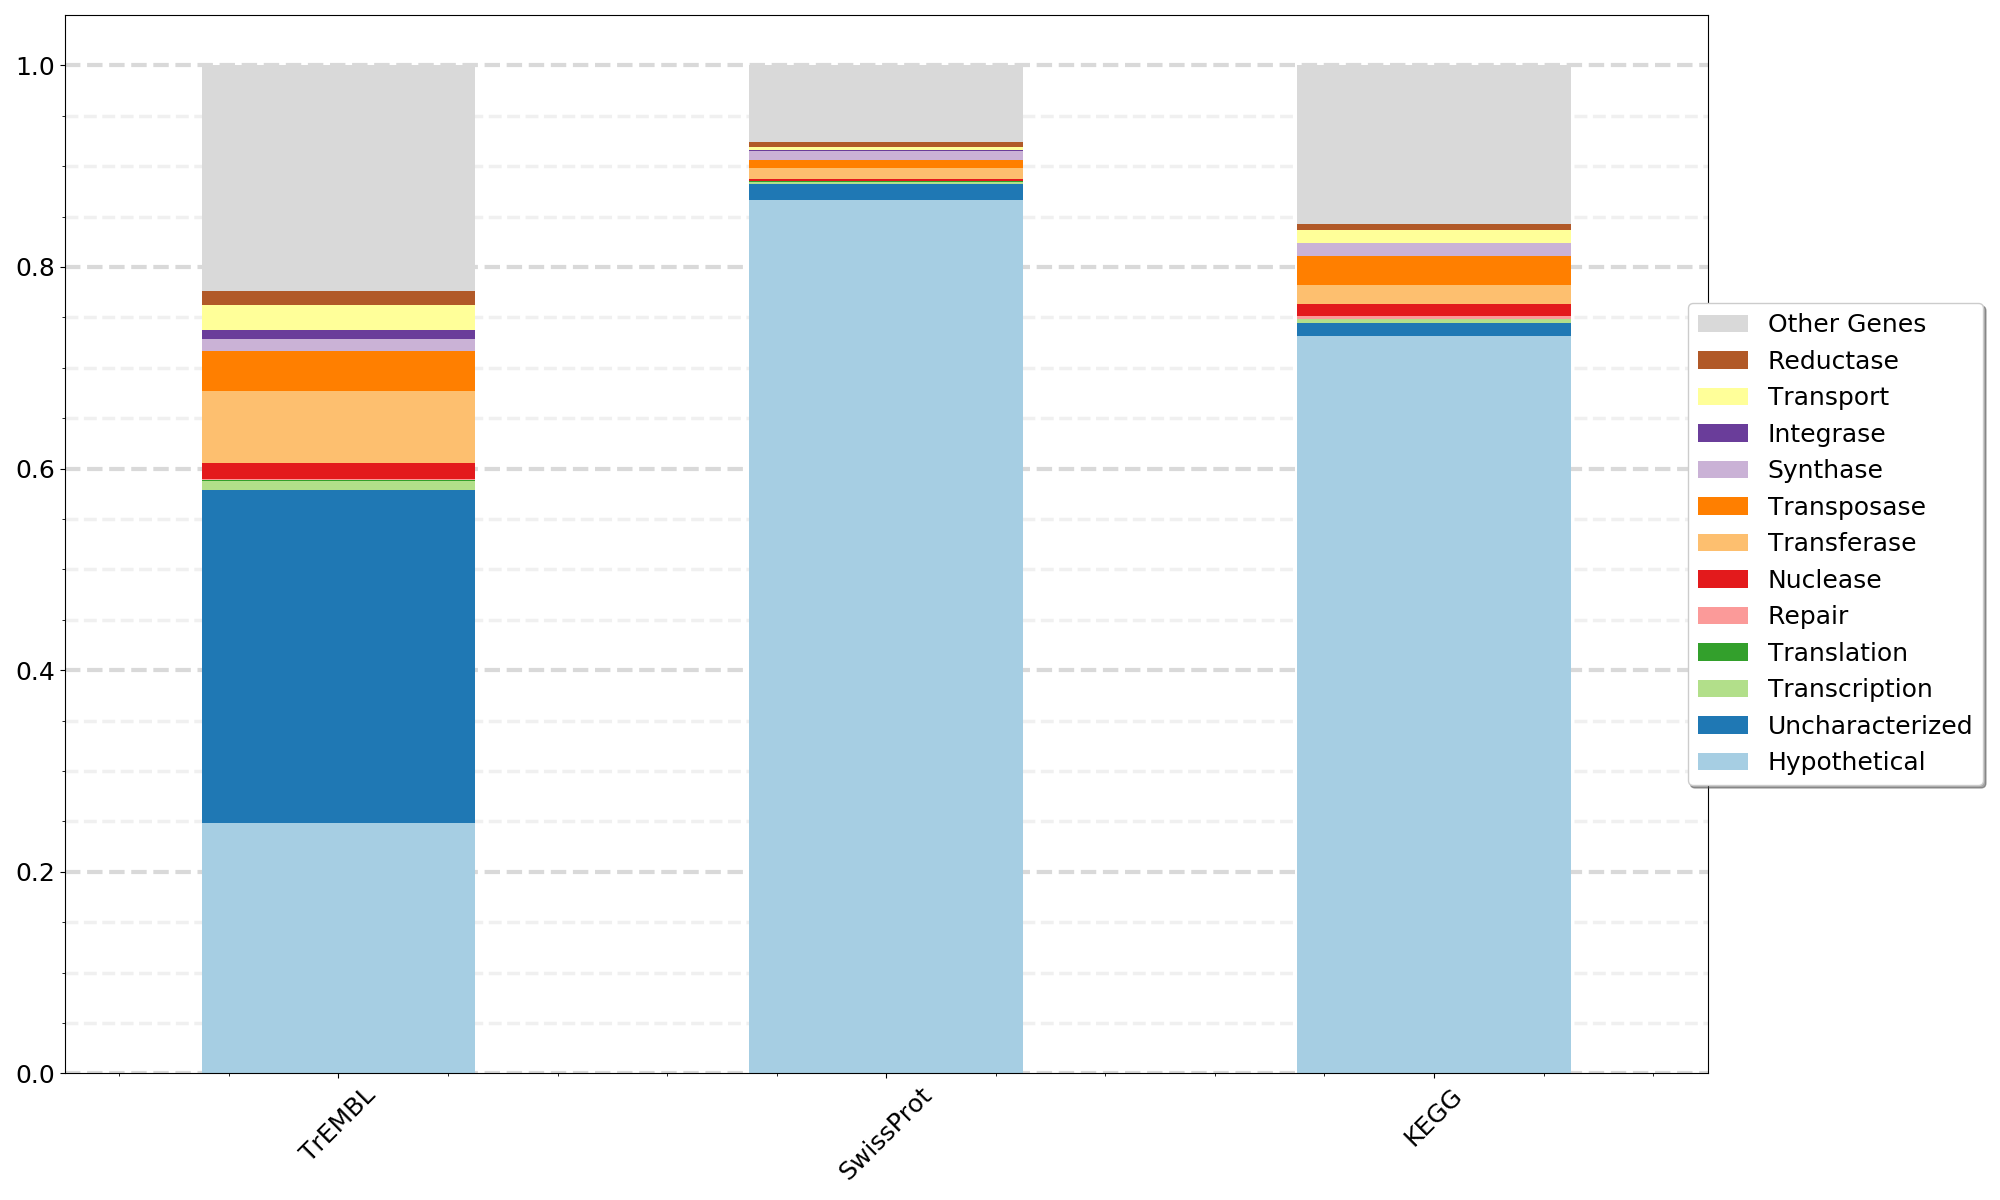 1.0
0.8
0.6
0.4
0.2
0.0
TrEMBL
SwissProt
KEGG
Other Genes
Reductase
Transport
Integrase
Synthase
Transposase
Transferase
Nuclease
Repair
Translation
Transcription
Uncharacterized
Hypothetical